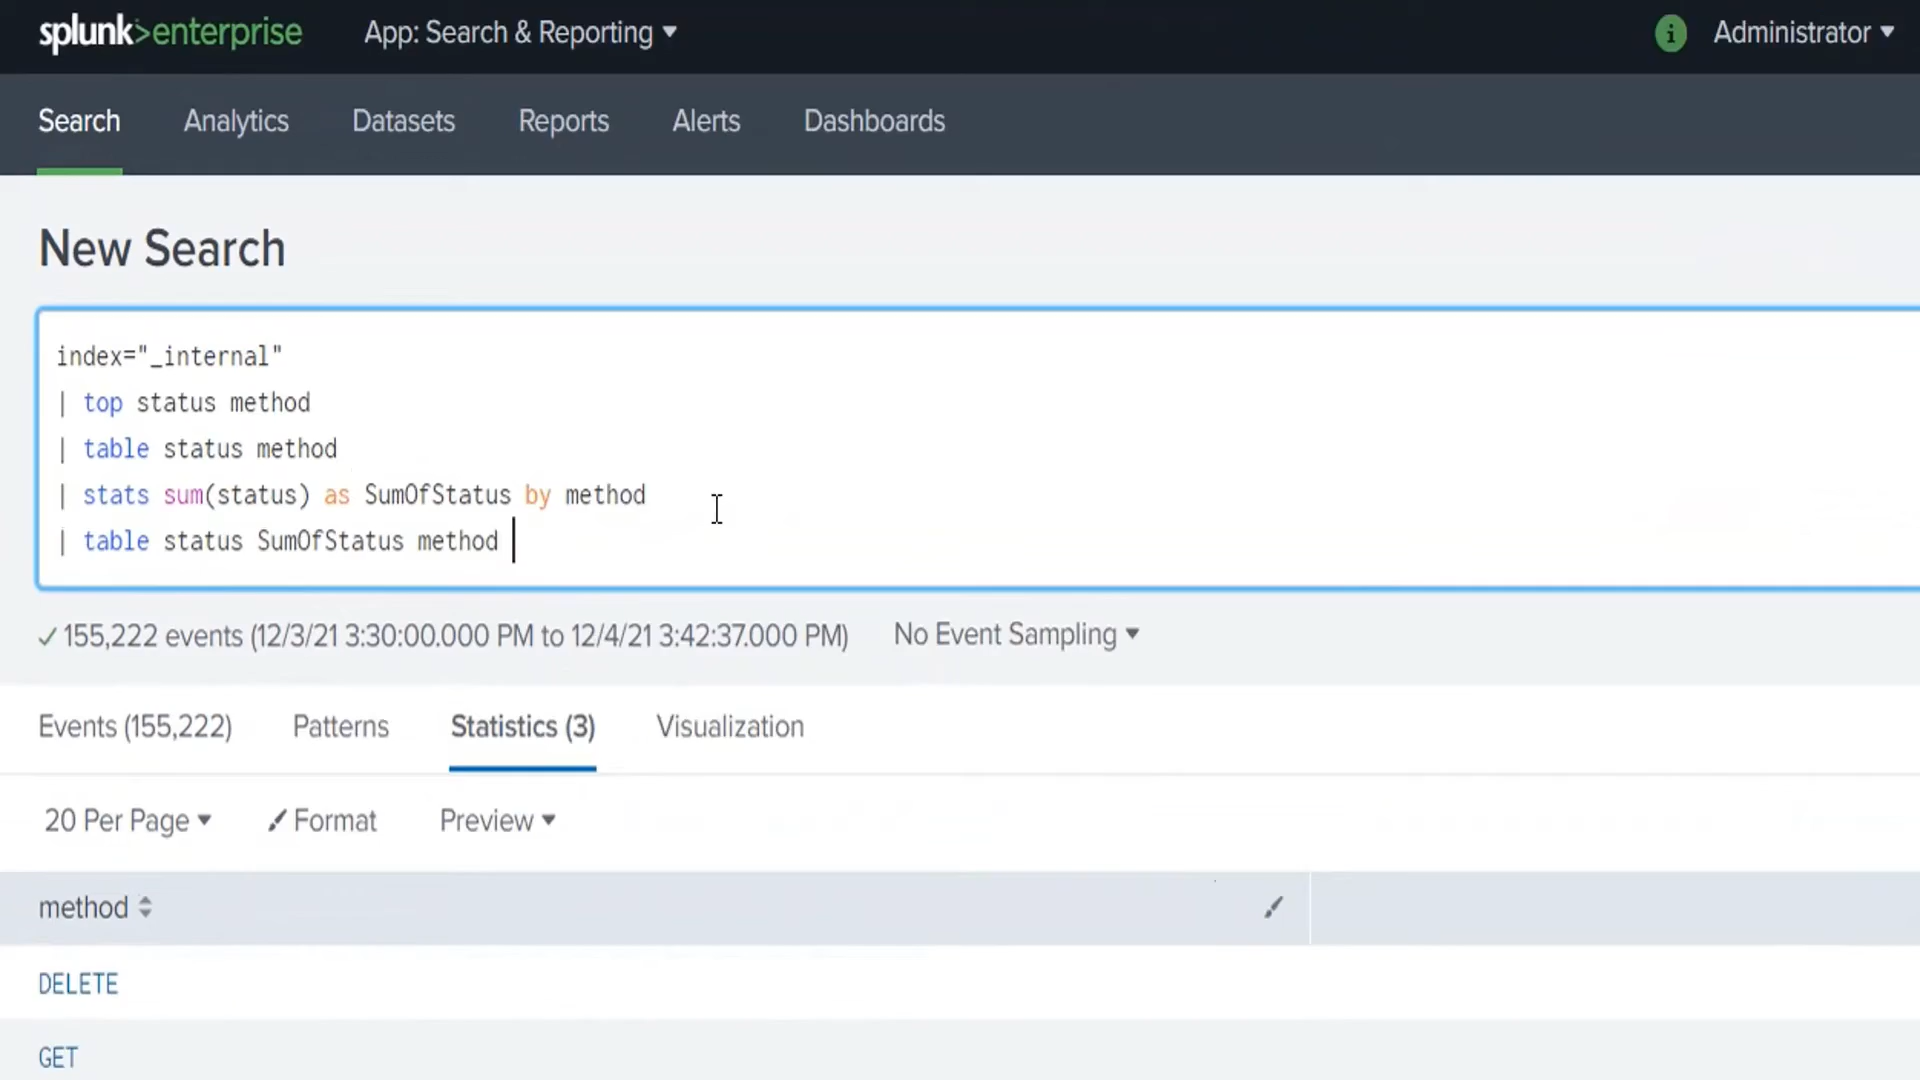 splunk>enterprise App: Search & Reporting i Administrator
Search Analytics Datasets Reports Alerts Dashboards
New Search
index="_internal"
| top status method
| table status method
| stats sum(status) as SumOfStatus by method
| table status SumOfStatus method
155,222 events (12/3/21 3:30:00.000 PM to 12/4/21 3:42:37.000 PM) No Event Sampling
Events (155,222) Patterns Statistics (3) Visualization
20 Per Page Format Preview
method
DELETE
GET